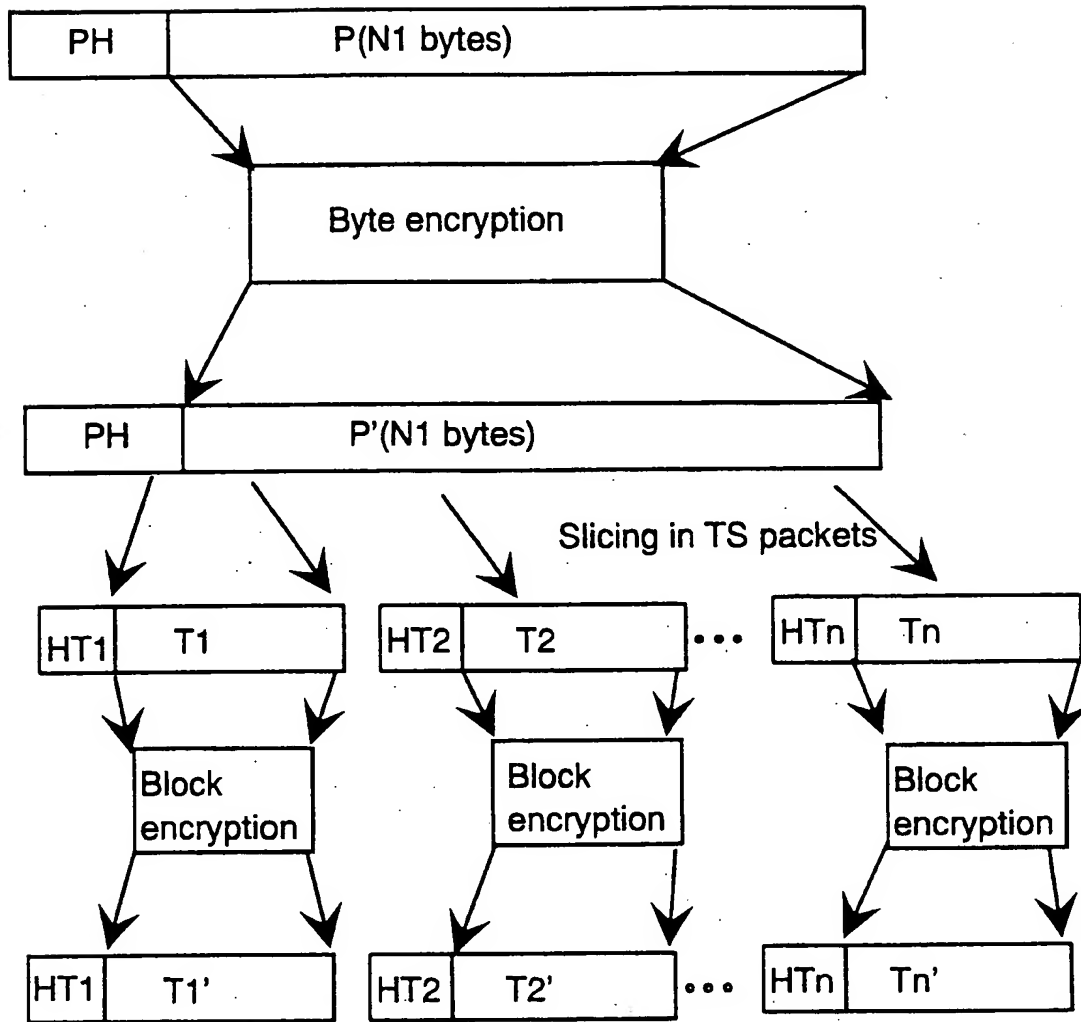 PH P(N1 bytes)
Byte encryption
PH P'(N1 bytes)
Slicing in TS packets
HT1 T1 HT2 T2 ••• HTn Tn
Block encryption Block encryption Block encryption
HT1 T1' HT2 T2' ••• HTn Tn'